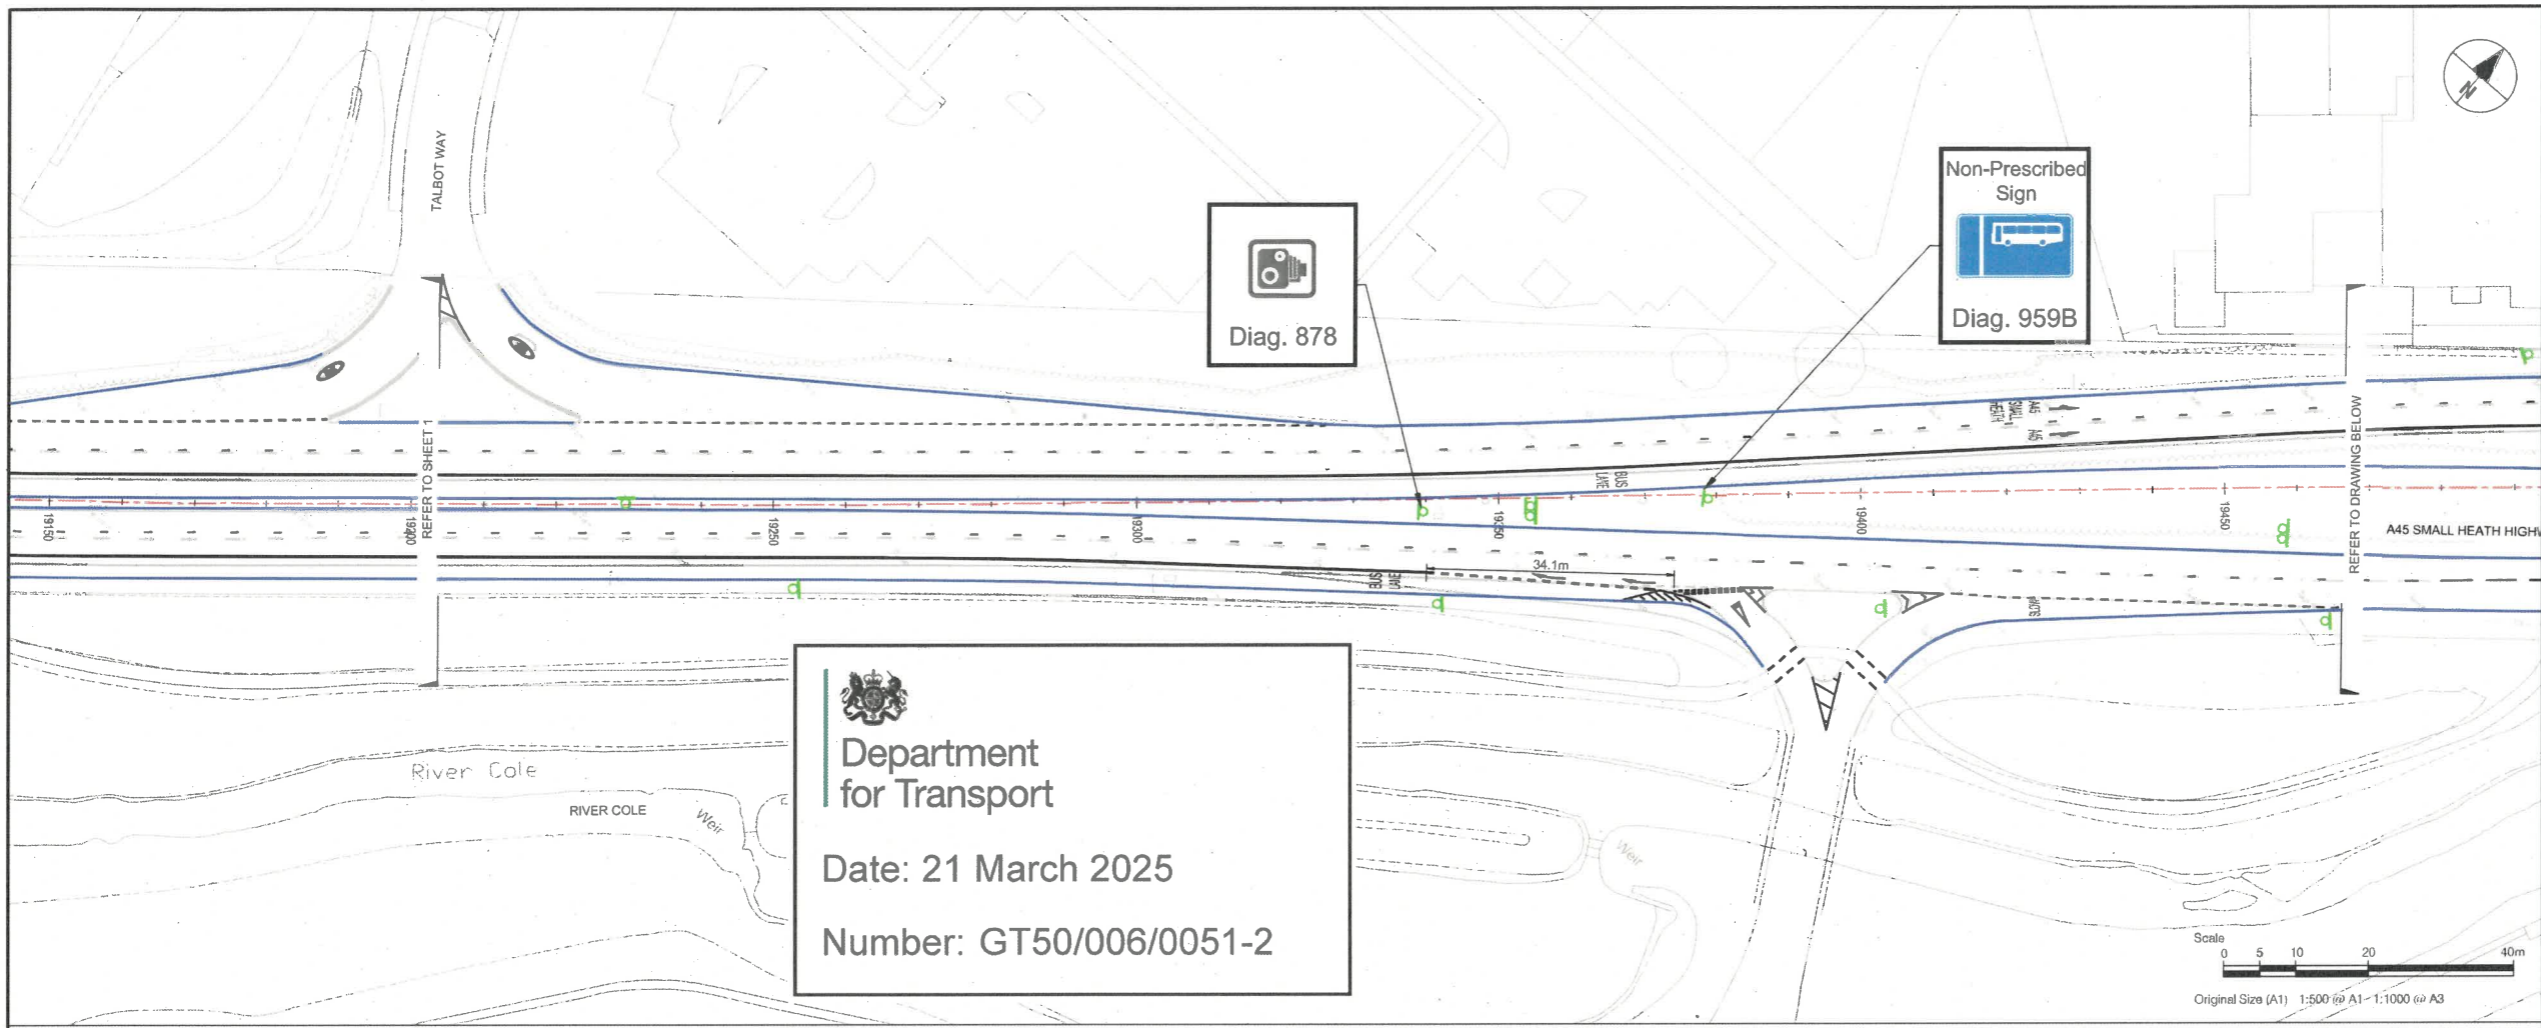 TALBOT WAY
N
Non-Prescribed
Sign
Diag. 959B
Diag. 878
A45
SMALL
HEATH
A45
REFER TO SHEET 1
REFER TO DRAWING BELOW
BUS
LANE
19150
19200
19250
19300
19350
19400
19450
A45 SMALL HEATH HIGHW
34.1m
BUS
LANE
Department
for Transport
Date: 21 March 2025
Number: GT50/006/0051-2
River Cole
RIVER COLE
Weir
Weir
Scale
0 5 10 20 40m
Original Size (A1) 1:500 @ A1 - 1:1000 @ A3